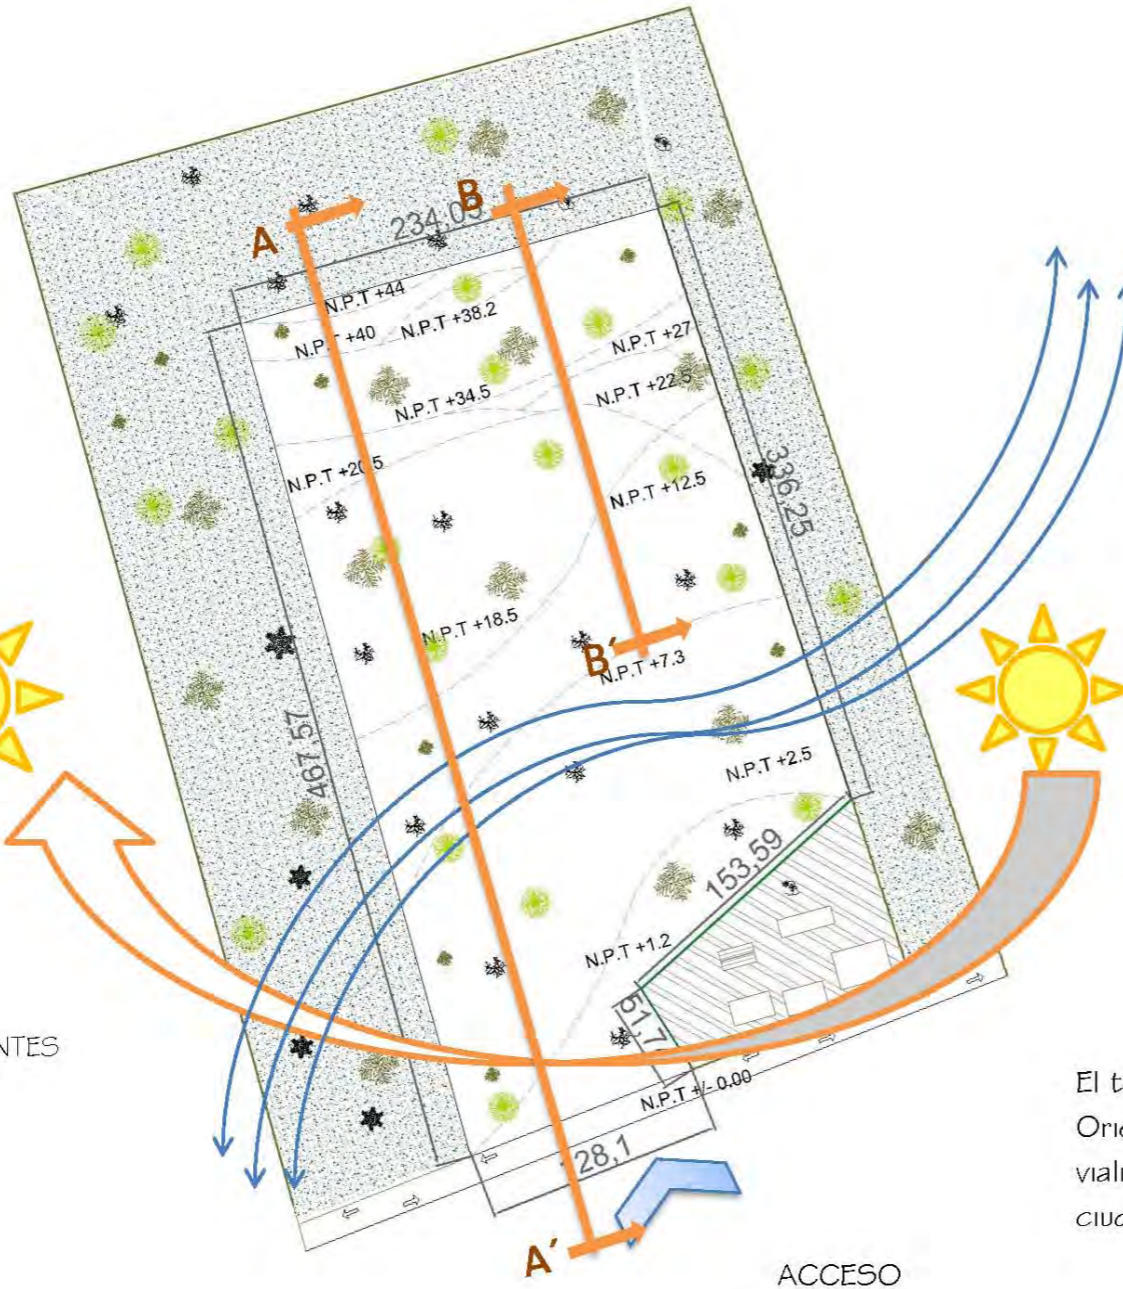 B
234,05
A
N.P.T +44
N.P.T +38.2
N.P.T +40
N.P.T +27
N.P.T +22.5
N.P.T +34.5
N.P.T +20.5
336,25
N.P.T +12.5
N.P.T +18.5
B´
N.P.T +7.3
467,57
N.P.T +2.5
153,59
N.P.T +1.2
51,7
NTES
N.P.T +/- 0.00
128,1
A´
ACCESO
El t
Orie
vial
ciud